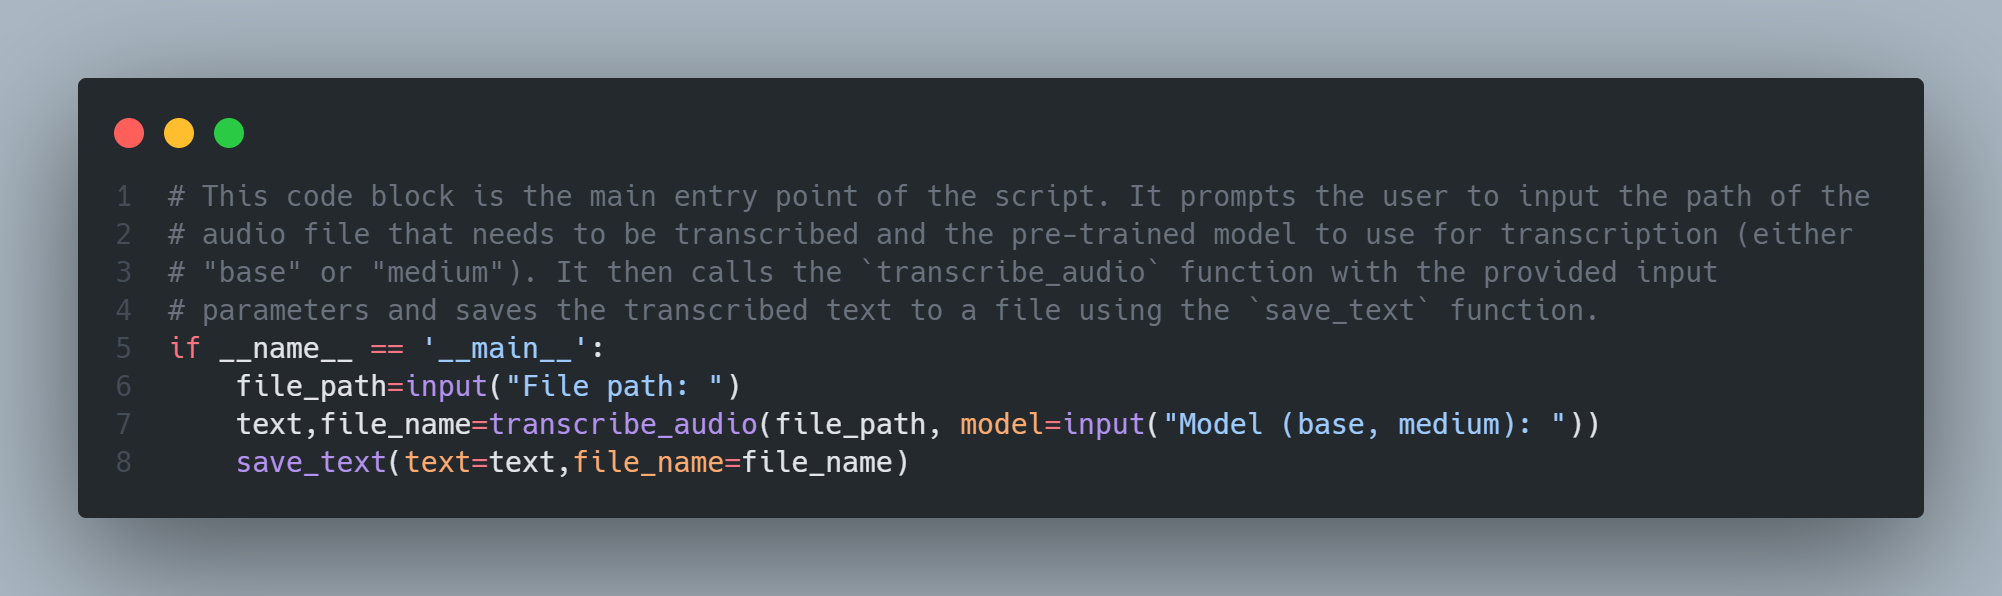 1 # This code block is the main entry point of the script. It prompts the user to input the path of the
2 # audio file that needs to be transcribed and the pre-trained model to use for transcription (either
3 # "base" or "medium"). It then calls the `transcribe_audio` function with the provided input
4 # parameters and saves the transcribed text to a file using the `save_text` function.
5 if __name__ == '__main__':
6     file_path=input("File path: ")
7     text,file_name=transcribe_audio(file_path, model=input("Model (base, medium): "))
8     save_text(text=text,file_name=file_name)